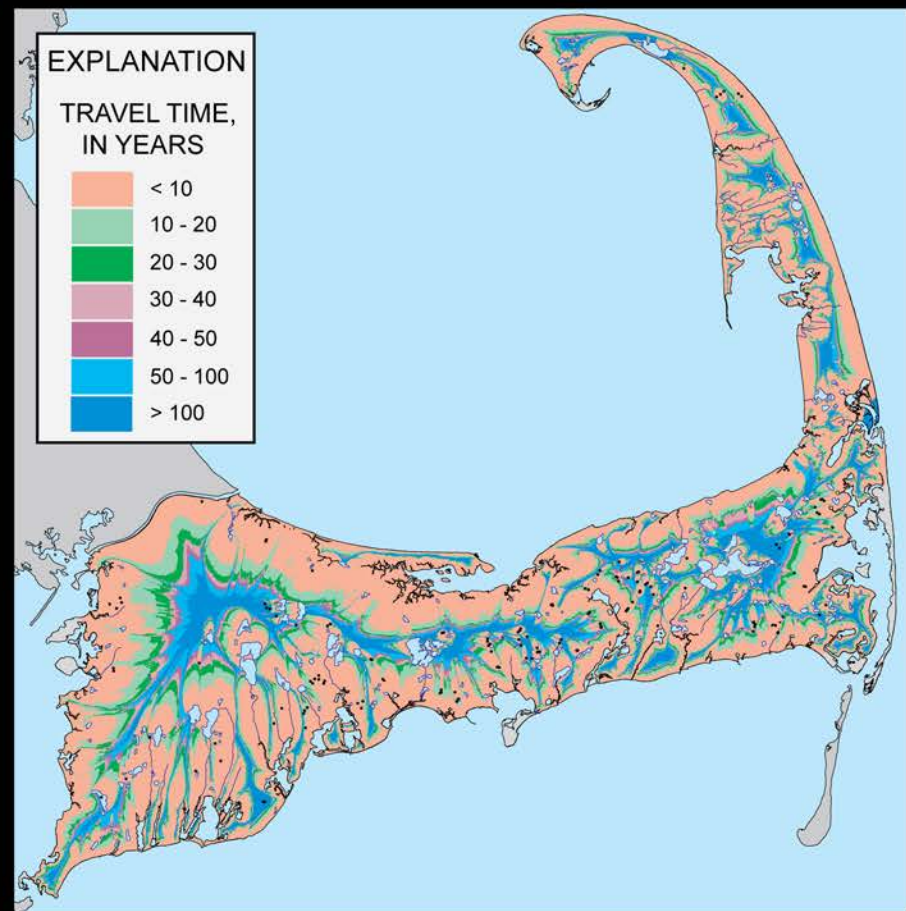 EXPLANATION
TRAVEL TIME,
IN YEARS
< 10
10 - 20
20 - 30
30 - 40
40 - 50
50 - 100
> 100